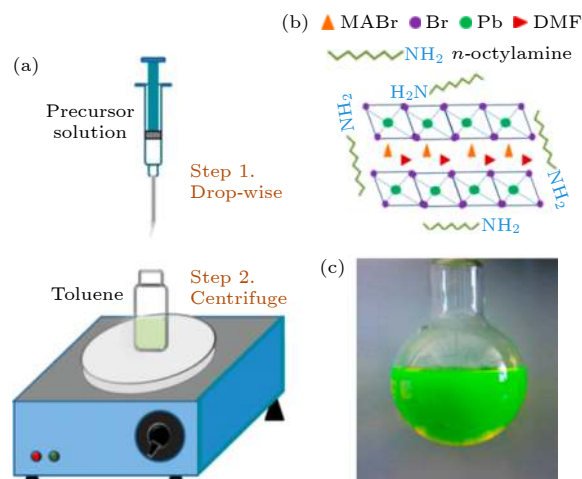 (a)
Precursor
solution
Step 1.
Drop-wise
Toluene
Step 2.
Centrifuge
(b) MABr Br Pb DMF
NH2 n-octylamine
H2N
NH2
NH2
NH2
(c)